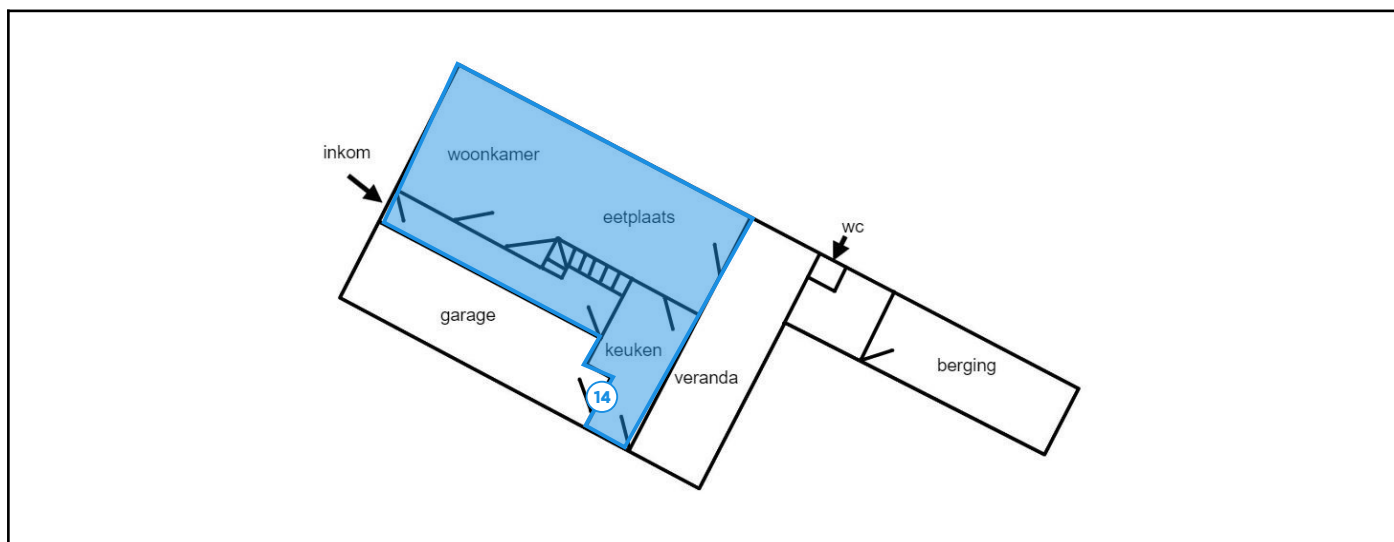 inkom
woonkamer
eetplaats
wc
garage
keuken
veranda
berging
14